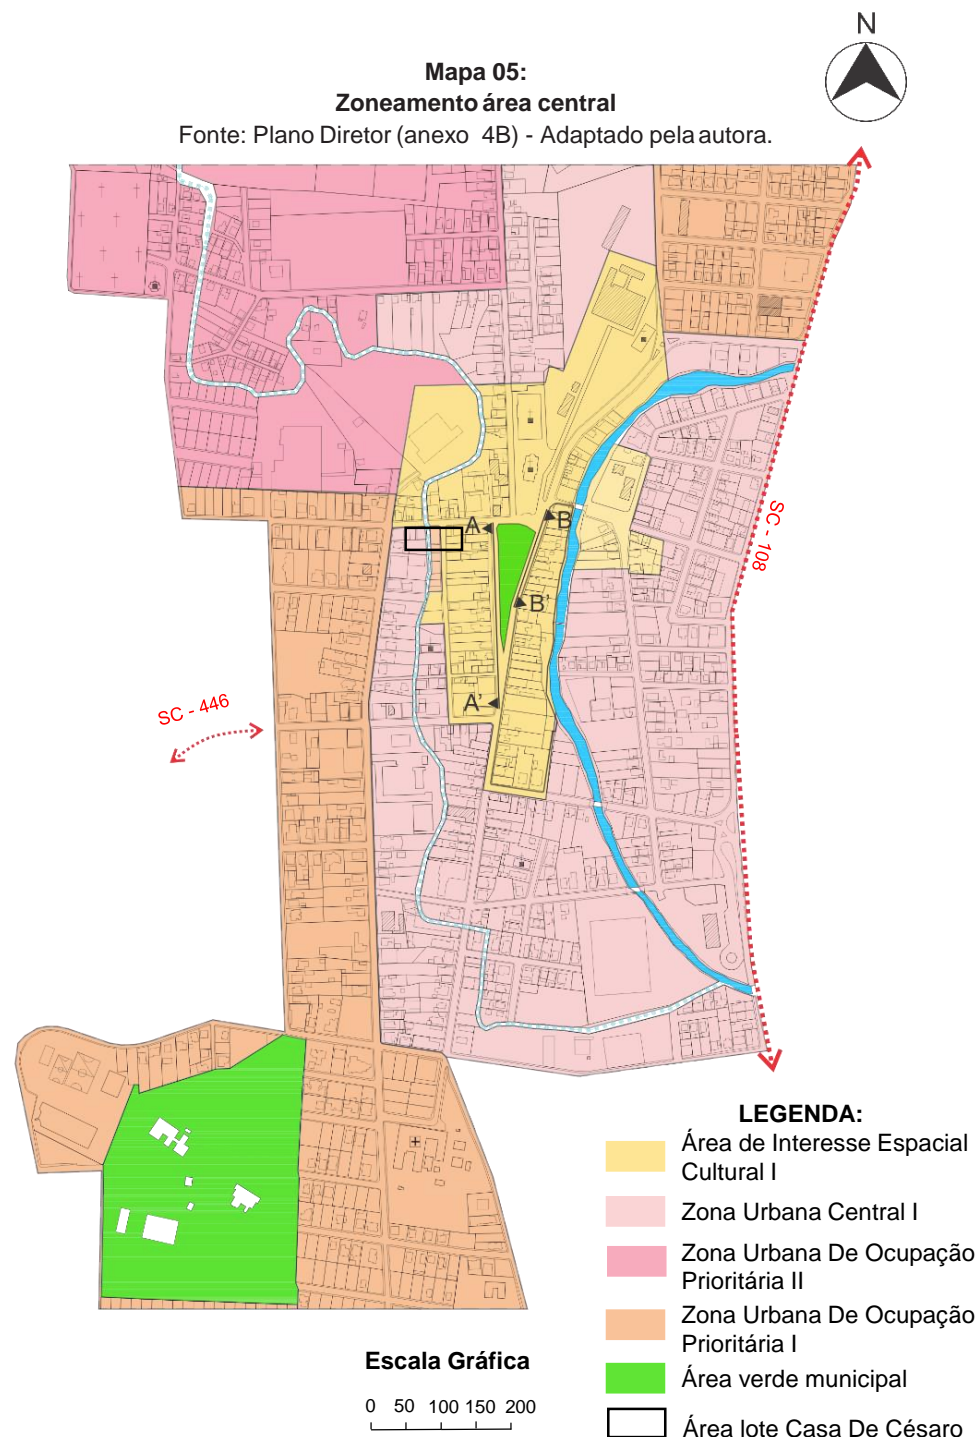 N
Mapa 05:
Zoneamento área central
Fonte: Plano Diretor (anexo 4B) - Adaptado pela autora.
A
B
B'
A'
SC - 108
SC - 446
LEGENDA:
Área de Interesse Espacial
Cultural I
Zona Urbana Central I
Zona Urbana De Ocupação
Prioritária II
Zona Urbana De Ocupação
Prioritária I
Área verde municipal
Área lote Casa De Césaro
Escala Gráfica
0 50 100 150 200